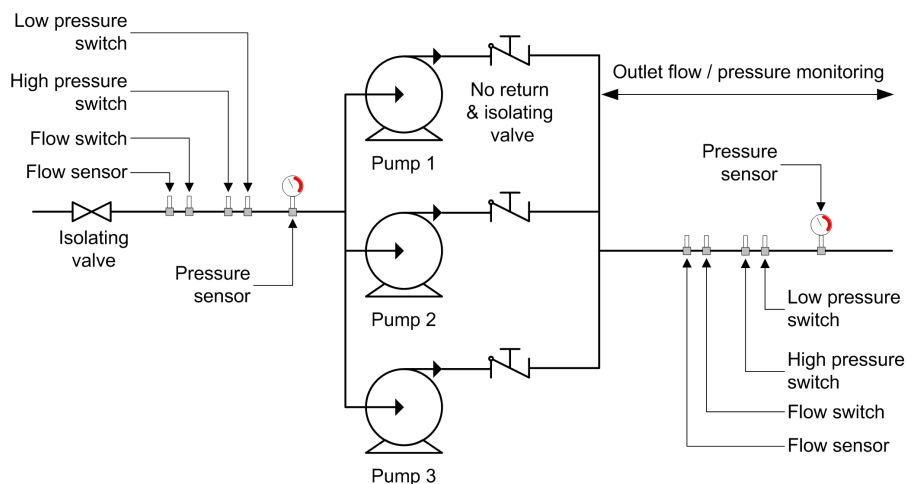 Low pressure
switch
High pressure
switch
Flow switch
Flow sensor
Isolating
valve
Pressure
sensor
Pump 1
No return
& isolating
valve
Pump 2
Pump 3
Outlet flow / pressure monitoring
Pressure
sensor
Low pressure
switch
High pressure
switch
Flow switch
Flow sensor